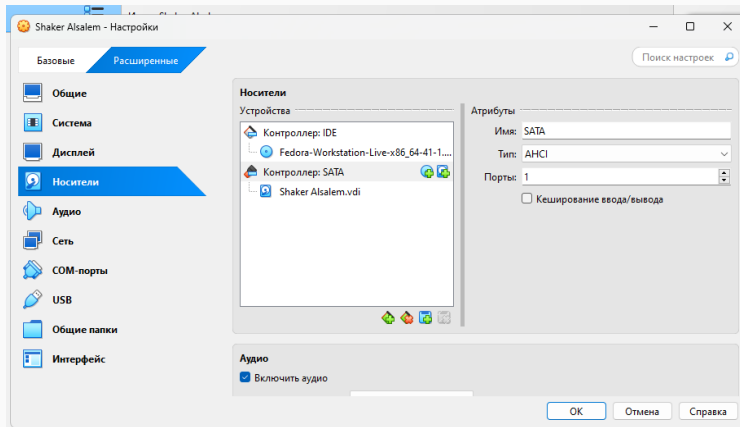 Shaker Alsalem - Настройки
Базовые
Расширенные
Поиск настроек
Общие
Система
Дисплей
Носители
Аудио
Сеть
COM-порты
USB
Общие папки
Интерфейс
Носители
Устройства
Контроллер: IDE
Fedora-Workstation-Live-x86_64-41-1....
Контроллер: SATA
Shaker Alsalem.vdi
Атрибуты
Имя: SATA
Тип: AHCI
Порты: 1
Кеширование ввода/вывода
Аудио
Включить аудио
OK
Отмена
Справка